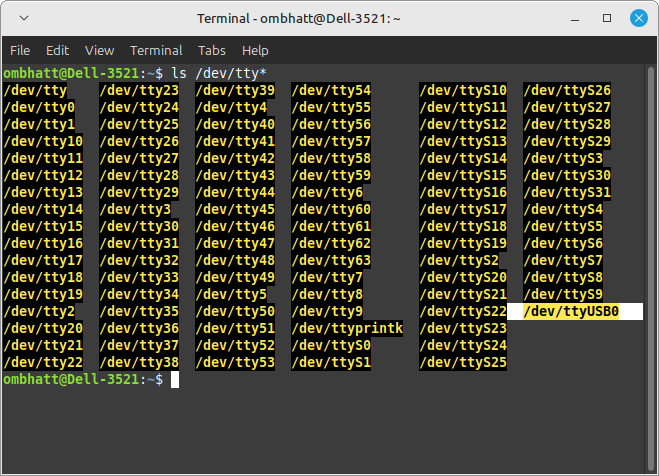 Terminal - ombhatt@Dell-3521: ~
File Edit View Terminal Tabs Help
ombhatt@Dell-3521:~$ ls /dev/tty*
/dev/tty /dev/tty23 /dev/tty39 /dev/tty54 /dev/ttyS10 /dev/ttyS26
/dev/tty0 /dev/tty24 /dev/tty4 /dev/tty55 /dev/ttyS11 /dev/ttyS27
/dev/tty1 /dev/tty25 /dev/tty40 /dev/tty56 /dev/ttyS12 /dev/ttyS28
/dev/tty10 /dev/tty26 /dev/tty41 /dev/tty57 /dev/ttyS13 /dev/ttyS29
/dev/tty11 /dev/tty27 /dev/tty42 /dev/tty58 /dev/ttyS14 /dev/ttyS3
/dev/tty12 /dev/tty28 /dev/tty43 /dev/tty59 /dev/ttyS15 /dev/ttyS30
/dev/tty13 /dev/tty29 /dev/tty44 /dev/tty6 /dev/ttyS16 /dev/ttyS31
/dev/tty14 /dev/tty3 /dev/tty45 /dev/tty60 /dev/ttyS17 /dev/ttyS4
/dev/tty15 /dev/tty30 /dev/tty46 /dev/tty61 /dev/ttyS18 /dev/ttyS5
/dev/tty16 /dev/tty31 /dev/tty47 /dev/tty62 /dev/ttyS19 /dev/ttyS6
/dev/tty17 /dev/tty32 /dev/tty48 /dev/tty63 /dev/ttyS2 /dev/ttyS7
/dev/tty18 /dev/tty33 /dev/tty49 /dev/tty7 /dev/ttyS20 /dev/ttyS8
/dev/tty19 /dev/tty34 /dev/tty5 /dev/tty8 /dev/ttyS21 /dev/ttyS9
/dev/tty2 /dev/tty35 /dev/tty50 /dev/tty9 /dev/ttyS22 /dev/ttyUSB0
/dev/tty20 /dev/tty36 /dev/tty51 /dev/ttyprintk /dev/ttyS23
/dev/tty21 /dev/tty37 /dev/tty52 /dev/ttyS0 /dev/ttyS24
/dev/tty22 /dev/tty38 /dev/tty53 /dev/ttyS1 /dev/ttyS25
ombhatt@Dell-3521:~$